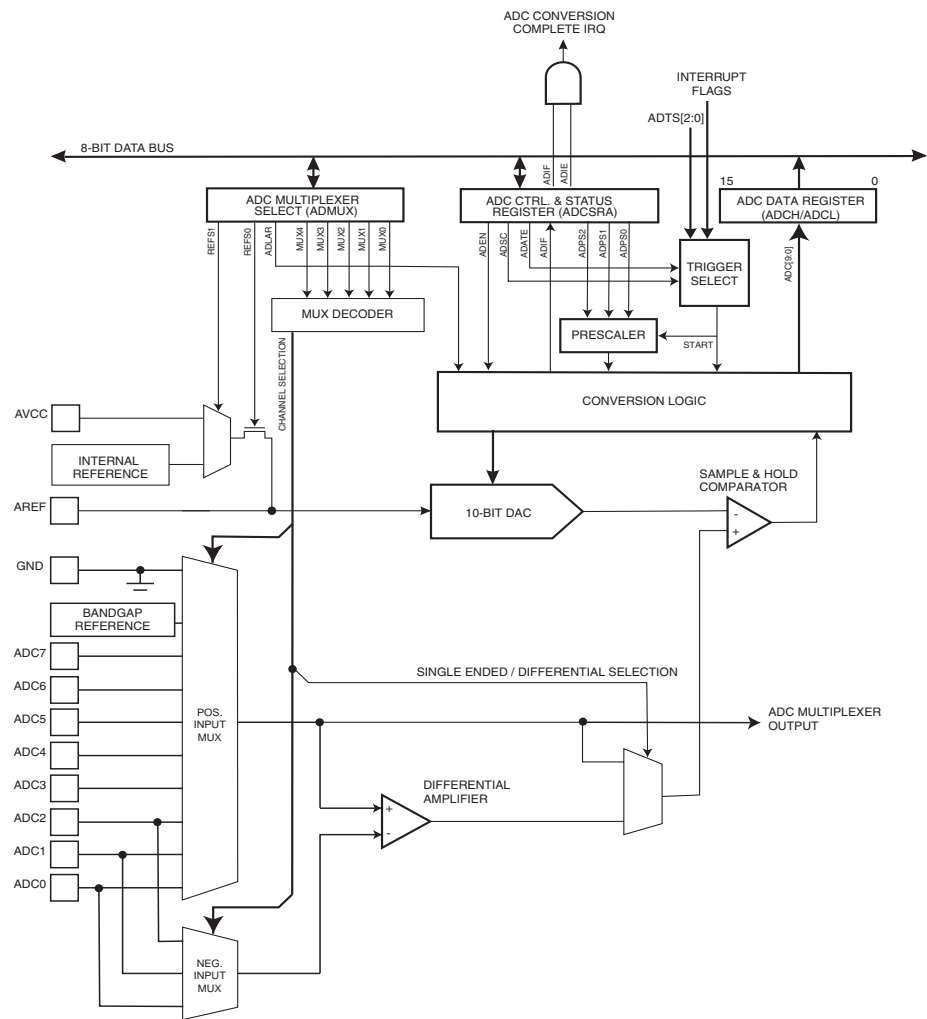 ADC CONVERSION
COMPLETE IRQ
INTERRUPT
FLAGS
ADTS[2:0]
8-BIT DATA BUS
ADIF
ADIE
15
0
ADC MULTIPLEXER
SELECT (ADMUX)
ADC CTRL. & STATUS
REGISTER (ADCSRA)
ADC DATA REGISTER
(ADCH/ADCL)
REFS1
REFS0
ADLAR
MUX4
MUX3
MUX2
MUX1
MUX0
ADEN
ADSC
ADATE
ADIF
ADPS2
ADPS1
ADPS0
ADC[9:0]
TRIGGER
SELECT
MUX DECODER
PRESCALER
START
CHANNEL SELECTION
CONVERSION LOGIC
AVCC
INTERNAL
REFERENCE
SAMPLE & HOLD
COMPARATOR
AREF
10-BIT DAC
-
+
GND
BANDGAP
REFERENCE
ADC7
SINGLE ENDED / DIFFERENTIAL SELECTION
ADC6
ADC5
POS.
INPUT
MUX
ADC MULTIPLEXER
OUTPUT
ADC4
ADC3
DIFFERENTIAL
AMPLIFIER
+
-
ADC2
ADC1
ADC0
NEG.
INPUT
MUX